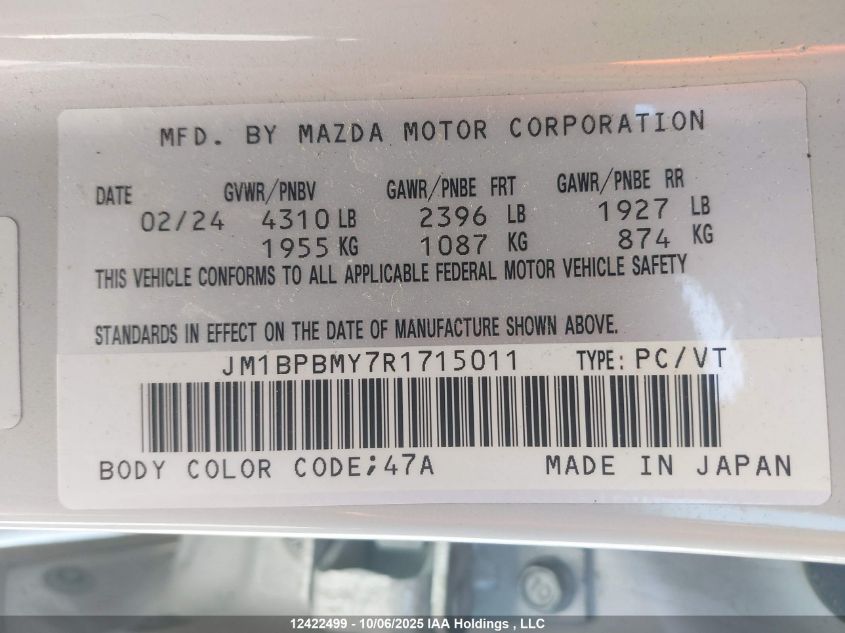 MFD. BY MAZDA MOTOR CORPORATION
DATE GVWR/PNBV GAWR/PNBE FRT GAWR/PNBE RR
02/24 4310 LB 2396 LB 1927 LB
1955 KG 1087 KG 874 KG
THIS VEHICLE CONFORMS TO ALL APPLICABLE FEDERAL MOTOR VEHICLE SAFETY
STANDARDS IN EFFECT ON THE DATE OF MANUFACTURE SHOWN ABOVE.
JM1BPBMY7R1715011 TYPE: PC/VT
BODY COLOR CODE;47A MADE IN JAPAN
12422499 - 10/06/2025 IAA Holdings, LLC